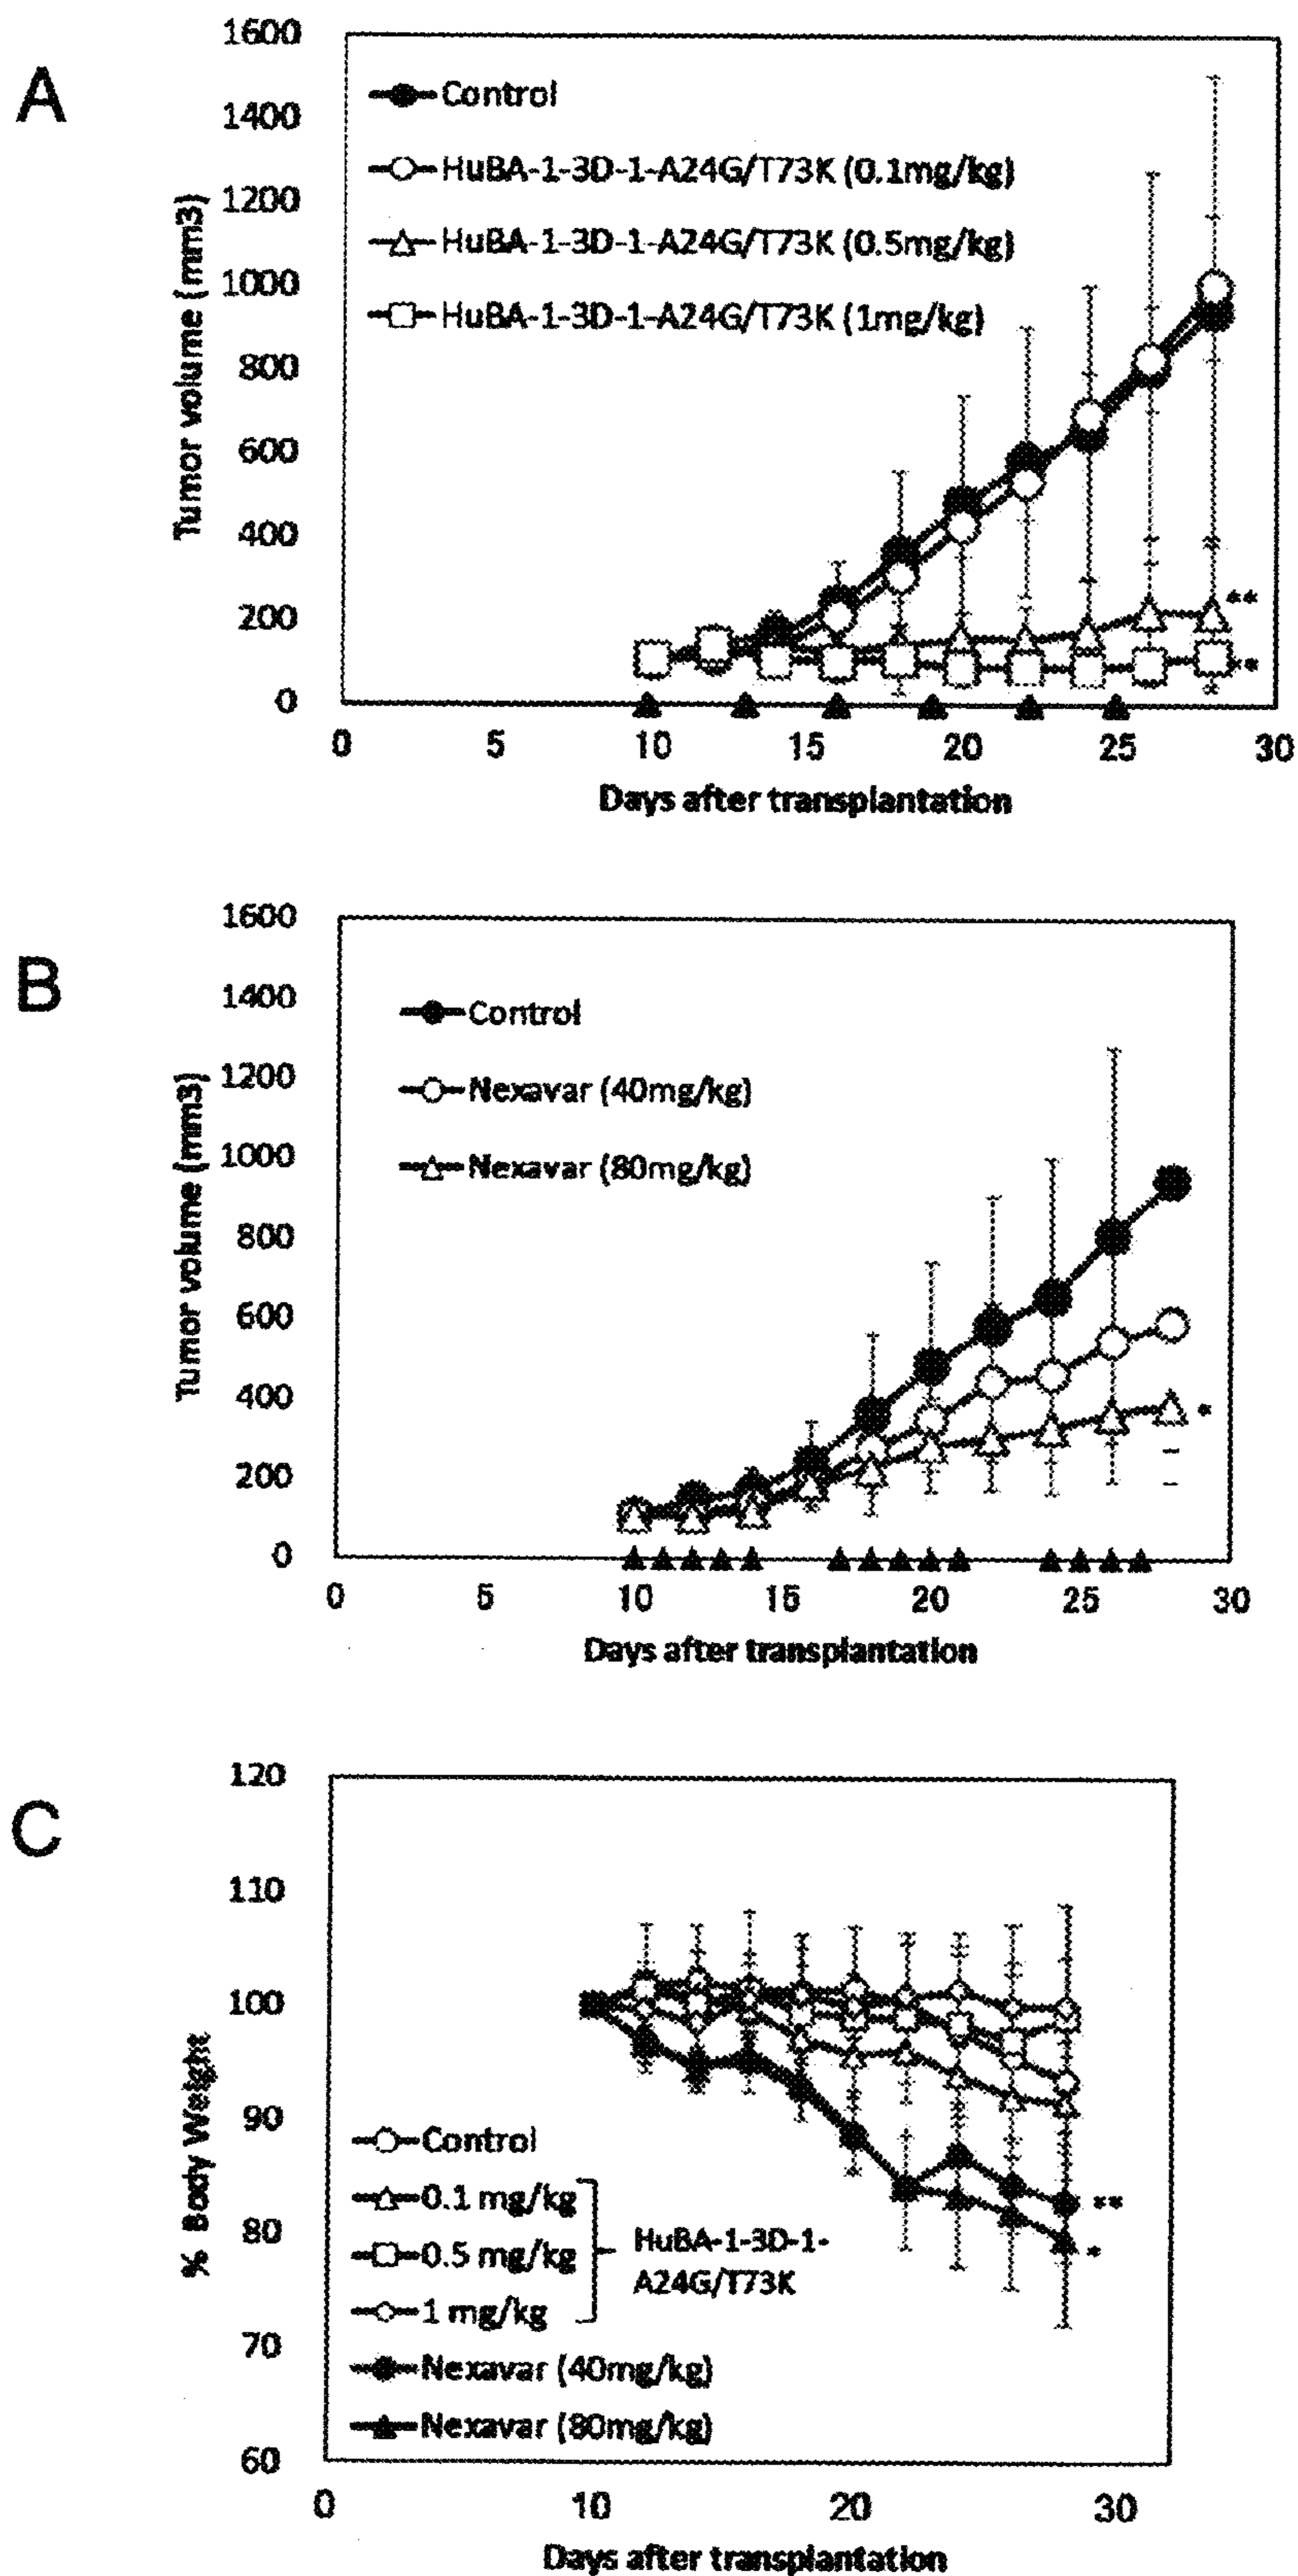 A
1600
1400
1200
1000
800
600
400
200
0
Tumor volume (mm3)
Control
HuBA-1-3D-1-A24G/T73K (0.1mg/kg)
HuBA-1-3D-1-A24G/T73K (0.5mg/kg)
HuBA-1-3D-1-A24G/T73K (1mg/kg)
**
**
0 5 10 15 20 25 30
Days after transplantation
B
1600
1400
1200
1000
800
600
400
200
0
Tumor volume (mm3)
Control
Nexavar (40mg/kg)
Nexavar (80mg/kg)
*
0 5 10 15 20 25 30
Days after transplantation
C
120
110
100
90
80
70
60
% Body Weight
Control
0.1 mg/kg
0.5 mg/kg
1 mg/kg
HuBA-1-3D-1-
A24G/T73K
Nexavar (40mg/kg)
Nexavar (80mg/kg)
**
*
0 10 20 30
Days after transplantation